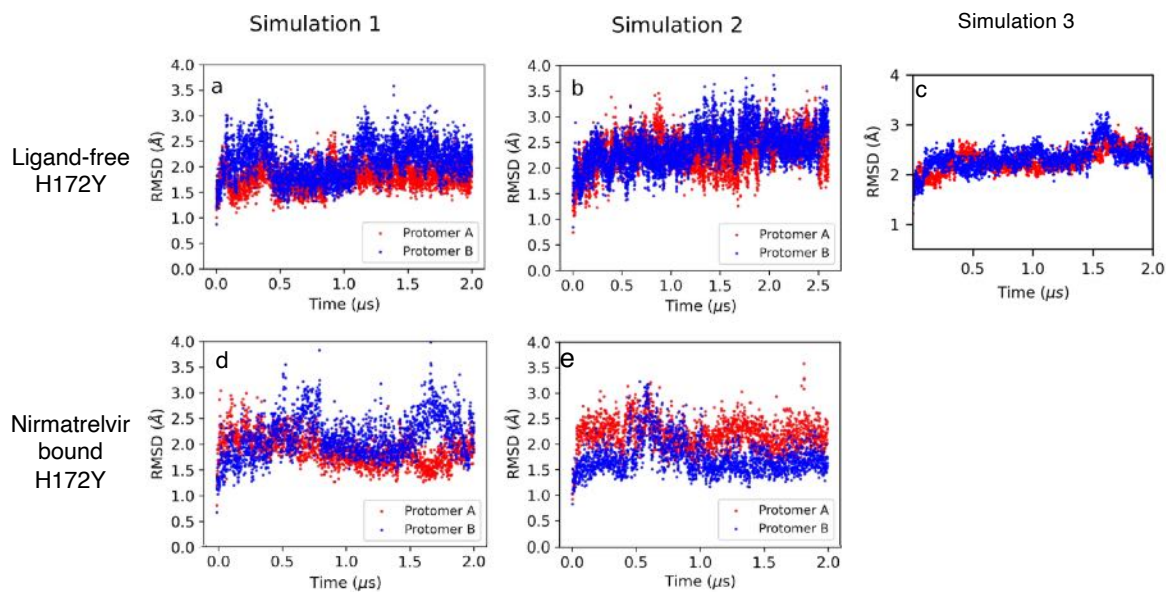 Simulation 1
Simulation 2
Simulation 3
Ligand-free
H172Y
a
RMSD (Å)
4.0
3.5
3.0
2.5
2.0
1.5
1.0
0.5
0.0
Protomer A
Protomer B
0.0 0.5 1.0 1.5 2.0
Time (μs)
b
RMSD (Å)
4.0
3.5
3.0
2.5
2.0
1.5
1.0
0.5
0.0
Protomer A
Protomer B
0.0 0.5 1.0 1.5 2.0 2.5
Time (μs)
c
RMSD (Å)
4
3
2
1
0.5 1.0 1.5 2.0
Time (μs)
Nirmatrelvir
bound
H172Y
d
RMSD (Å)
4.0
3.5
3.0
2.5
2.0
1.5
1.0
0.5
0.0
Protomer A
Protomer B
0.0 0.5 1.0 1.5 2.0
Time (μs)
e
RMSD (Å)
4.0
3.5
3.0
2.5
2.0
1.5
1.0
0.5
0.0
Protomer A
Protomer B
0.0 0.5 1.0 1.5 2.0
Time (μs)